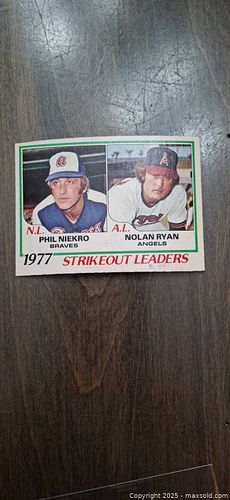 N.L. A.L.
PHIL NIEKRO NOLAN RYAN
BRAVES ANGELS
1977 STRIKEOUT LEADERS
Copyright 2025 - maxsold.com